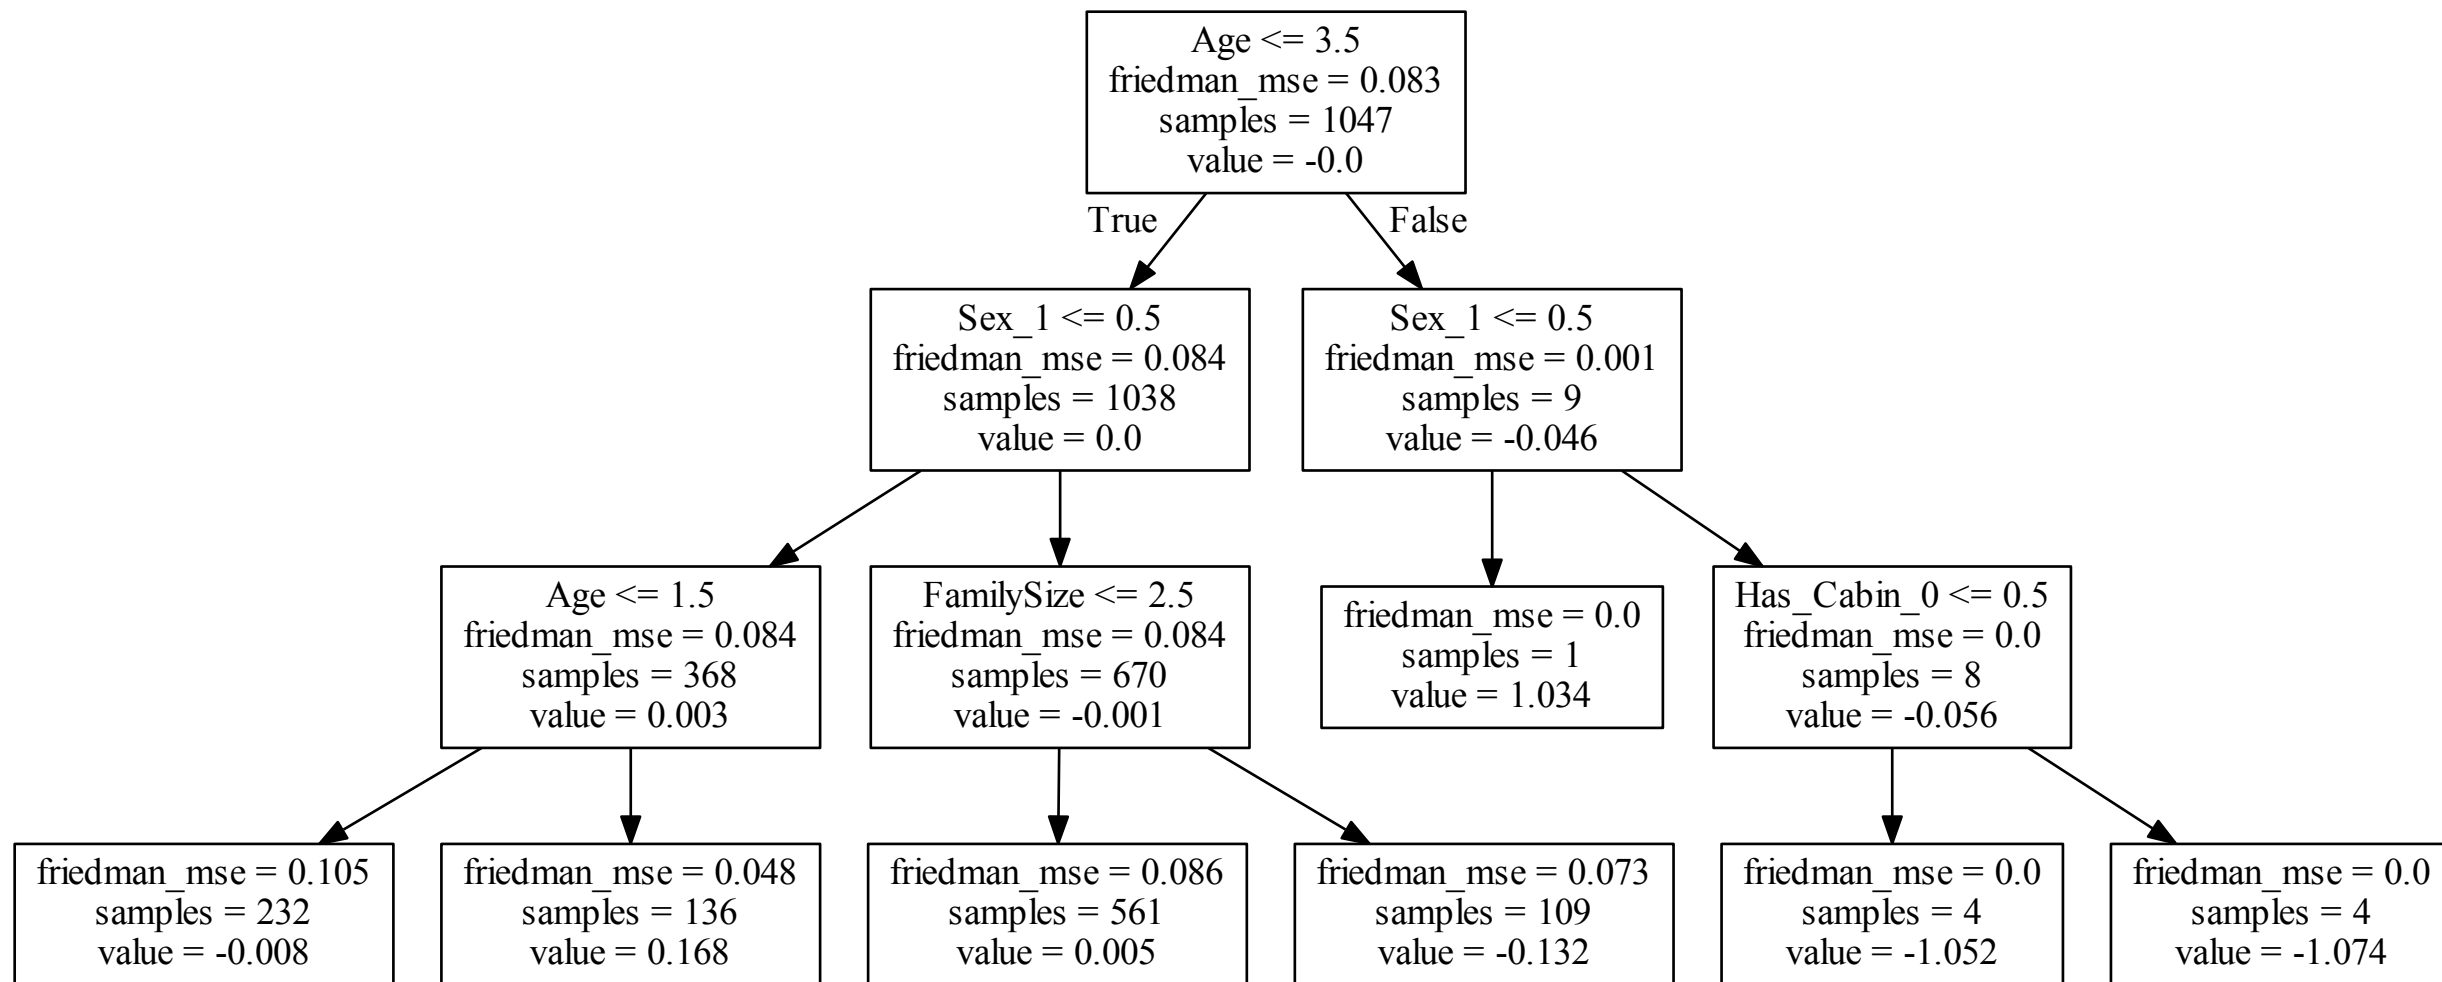 Age <= 3.5
friedman_mse = 0.083
samples = 1047
value = -0.0
True
False
Sex_1 <= 0.5
friedman_mse = 0.084
samples = 1038
value = 0.0
Sex_1 <= 0.5
friedman_mse = 0.001
samples = 9
value = -0.046
Age <= 1.5
friedman_mse = 0.084
samples = 368
value = 0.003
FamilySize <= 2.5
friedman_mse = 0.084
samples = 670
value = -0.001
friedman_mse = 0.0
samples = 1
value = 1.034
Has_Cabin_0 <= 0.5
friedman_mse = 0.0
samples = 8
value = -0.056
friedman_mse = 0.105
samples = 232
value = -0.008
friedman_mse = 0.048
samples = 136
value = 0.168
friedman_mse = 0.086
samples = 561
value = 0.005
friedman_mse = 0.073
samples = 109
value = -0.132
friedman_mse = 0.0
samples = 4
value = -1.052
friedman_mse = 0.0
samples = 4
value = -1.074